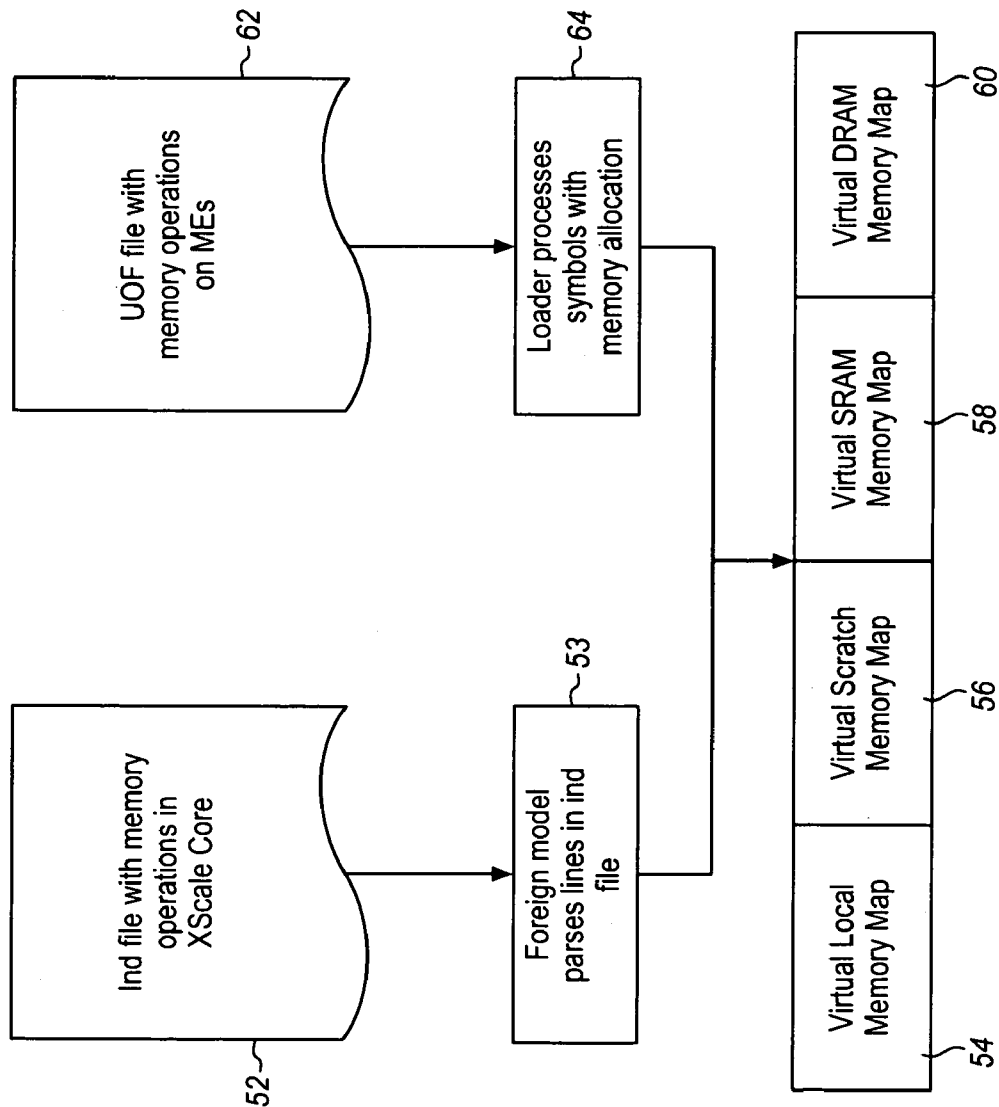 Ind file with memory
operations in
XScale Core
52
UOF file with
memory operations
on MEs
62
Foreign model
parses lines in ind
file
53
Loader processes
symbols with
memory allocation
64
Virtual Local
Memory Map
54
Virtual Scratch
Memory Map
56
Virtual SRAM
Memory Map
58
Virtual DRAM
Memory Map
60